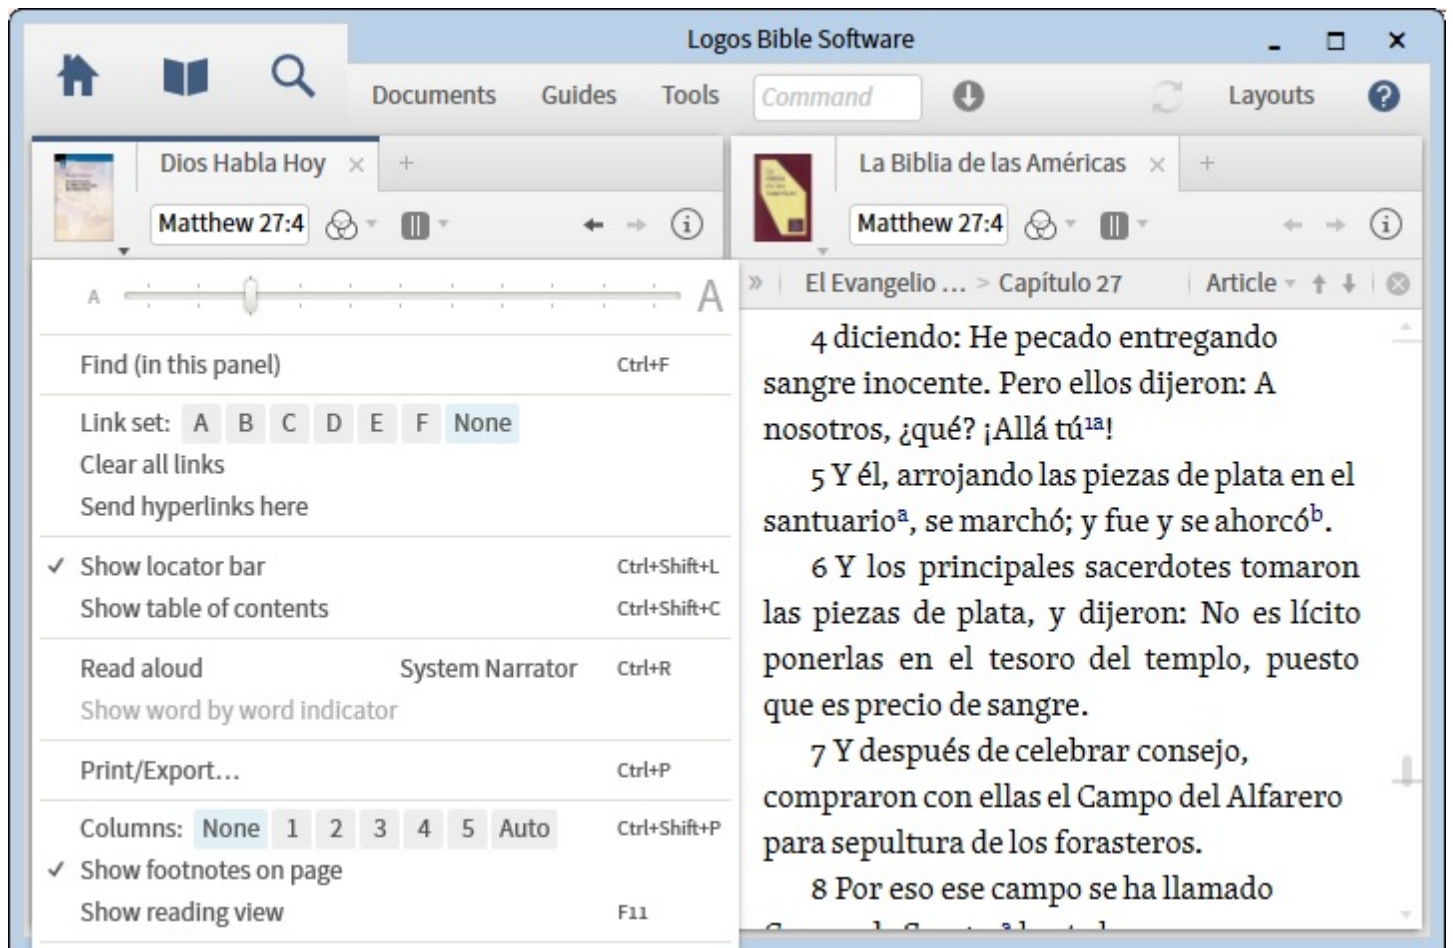 Logos Bible Software
Documents Guides Tools Command Layouts ?
Dios Habla Hoy × +
Matthew 27:4
A A
Find (in this panel) Ctrl+F
Link set: A B C D E F None
Clear all links
Send hyperlinks here
✓ Show locator bar Ctrl+Shift+L
Show table of contents Ctrl+Shift+C
Read aloud System Narrator Ctrl+R
Show word by word indicator
Print/Export... Ctrl+P
Columns: None 1 2 3 4 5 Auto Ctrl+Shift+P
✓ Show footnotes on page
Show reading view F11
La Biblia de las Américas × +
Matthew 27:4
» El Evangelio ... > Capítulo 27 Article
4 diciendo: He pecado entregando
sangre inocente. Pero ellos dijeron: A
nosotros, ¿qué? ¡Allá tú1a!
5 Y él, arrojando las piezas de plata en el
santuarioa, se marchó; y fue y se ahorcób.
6 Y los principales sacerdotes tomaron
las piezas de plata, y dijeron: No es lícito
ponerlas en el tesoro del templo, puesto
que es precio de sangre.
7 Y después de celebrar consejo,
compraron con ellas el Campo del Alfarero
para sepultura de los forasteros.
8 Por eso ese campo se ha llamado